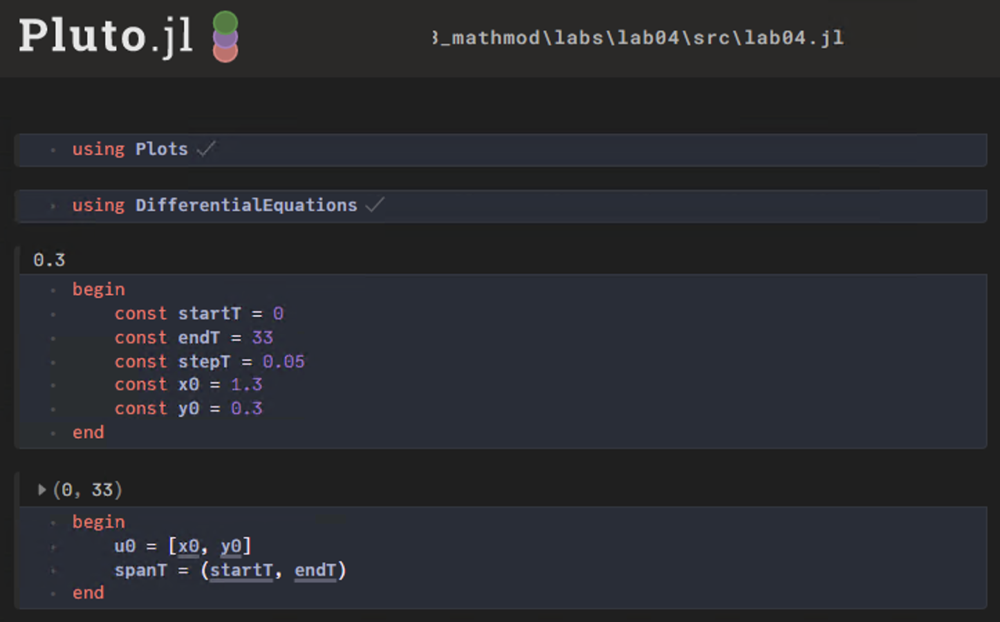 Pluto.jl
3_mathmod\labs\lab04\src\lab04.jl
using Plots
using DifferentialEquations
0.3
begin
const startT = 0
const endT = 33
const stepT = 0.05
const x0 = 1.3
const y0 = 0.3
end
(0, 33)
begin
u0 = [x0, y0]
spanT = (startT, endT)
end